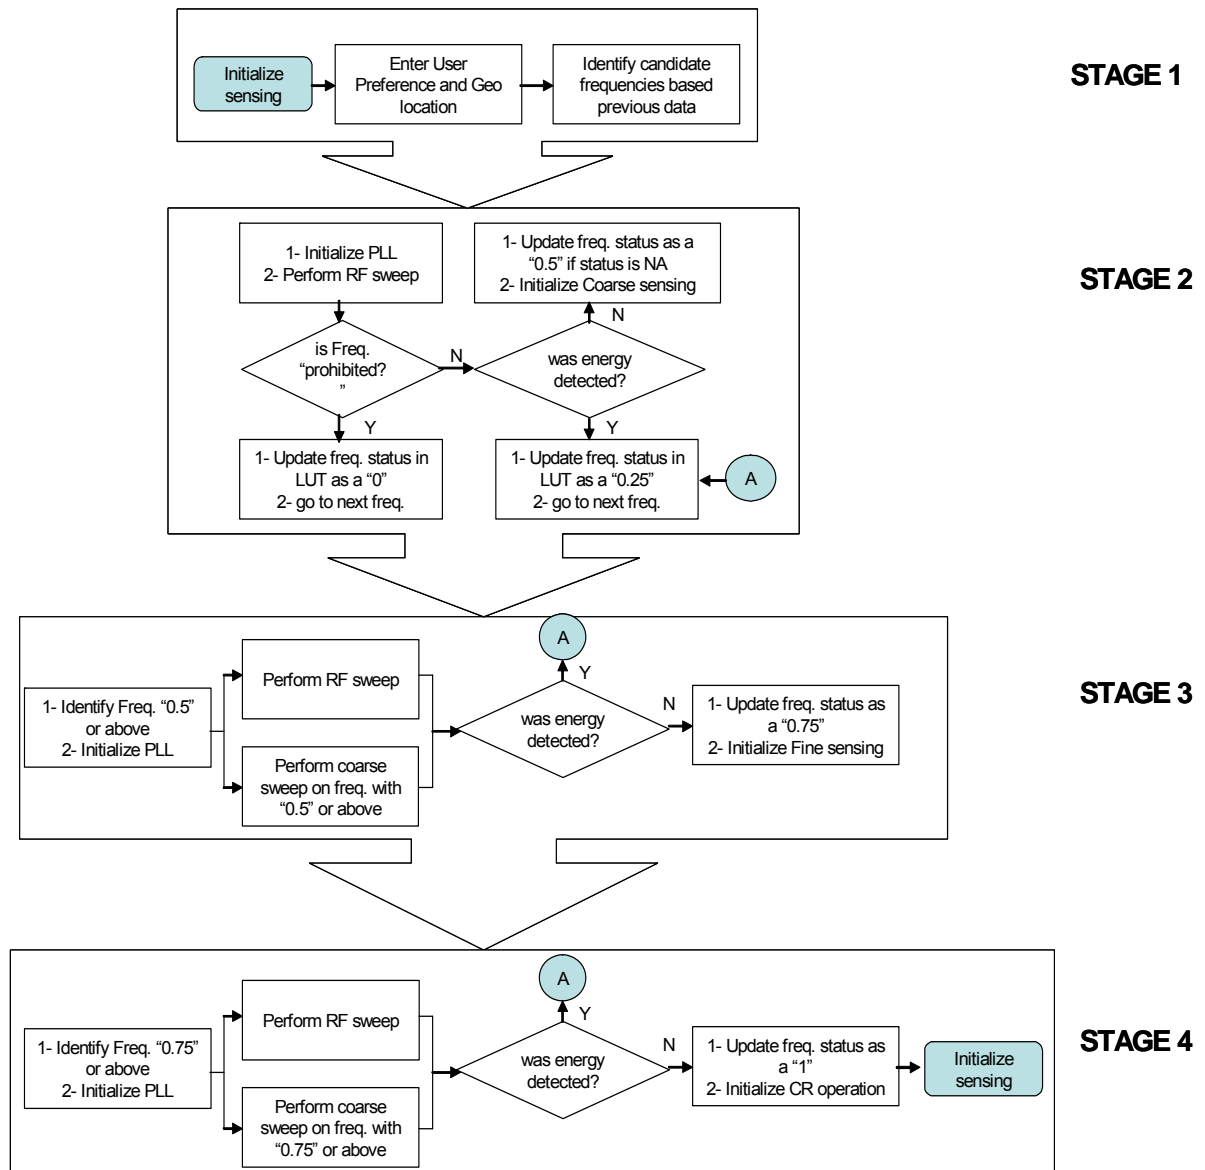 Initialize
sensing
Enter User
Preference and Geo
location
Identify candidate
frequencies based
previous data
STAGE 1
1- Initialize PLL
2- Perform RF sweep
1- Update freq. status as a
“0.5” if status is NA
2- Initialize Coarse sensing
STAGE 2
N
is Freq.
“prohibited?
”
N
was energy
detected?
Y
Y
1- Update freq. status in
LUT as a “0”
2- go to next freq.
1- Update freq. status in
LUT as a “0.25”
2- go to next freq.
A
A
Y
1- Identify Freq. “0.5”
or above
2- Initialize PLL
Perform RF sweep
Perform coarse
sweep on freq. with
“0.5” or above
was energy
detected?
N
1- Update freq. status as
a “0.75”
2- Initialize Fine sensing
STAGE 3
A
Y
1- Identify Freq. “0.75”
or above
2- Initialize PLL
Perform RF sweep
Perform coarse
sweep on freq. with
“0.75” or above
was energy
detected?
N
1- Update freq. status as
a “1”
2- Initialize CR operation
Initialize
sensing
STAGE 4